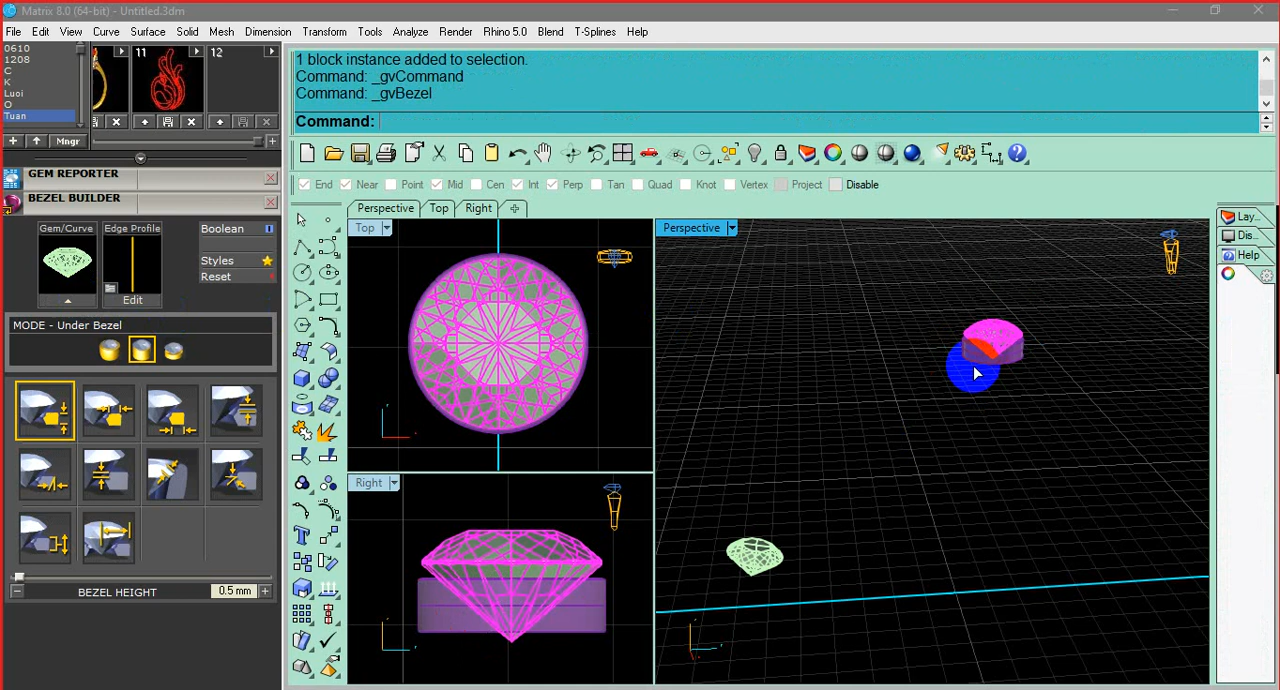 Matrix 8.0 (64-bit) - Untitled.3dm
File Edit View Curve Surface Solid Mesh Dimension Transform Tools Analyze Render Rhino 5.0 Blend T-Splines Help
0610
1208
C
K
Luoi
O
Tuan
11
12
Mngr
1 block instance added to selection.
Command: _gvCommand
Command: _gvBezel
Command:
End Near Point Mid Cen Int Perp Tan Quad Knot Vertex Project Disable
GEM REPORTER
BEZEL BUILDER
Gem/Curve
Edge Profile
Edit
Boolean
Styles
Reset
MODE - Under Bezel
BEZEL HEIGHT
0.5 mm
Perspective Top Right
Top
Perspective
Right
Lay...
Dis...
Help